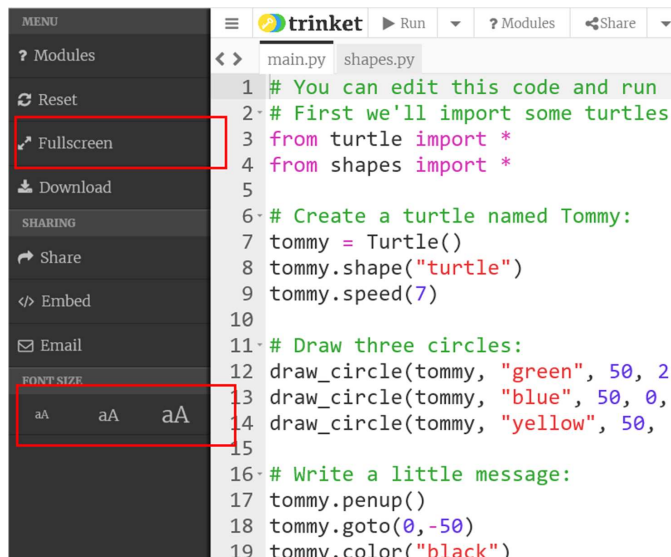 MENU
? Modules
Reset
Fullscreen
Download
SHARING
Share
</> Embed
Email
FONT SIZE
aA aA aA
trinket Run ? Modules Share
< > main.py shapes.py
1 # You can edit this code and run
2 # First we'll import some turtles
3 from turtle import *
4 from shapes import *
5
6 # Create a turtle named Tommy:
7 tommy = Turtle()
8 tommy.shape("turtle")
9 tommy.speed(7)
10
11 # Draw three circles:
12 draw_circle(tommy, "green", 50, 2
13 draw_circle(tommy, "blue", 50, 0,
14 draw_circle(tommy, "yellow", 50,
15
16 # Write a little message:
17 tommy.penup()
18 tommy.goto(0,-50)
19 tommy.color("black")